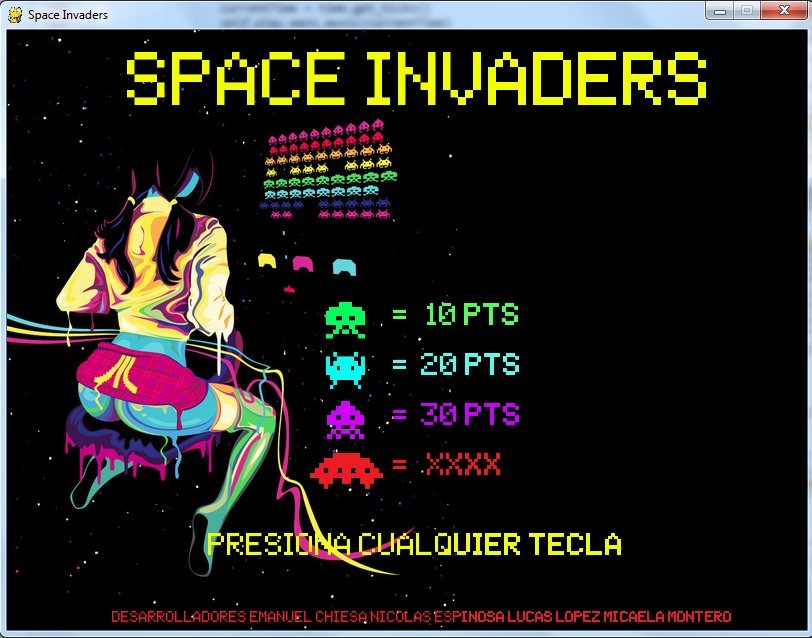 Space Invaders
SPACE INVADERS
= 10 PTS
= 20 PTS
= 30 PTS
= XXXX
PRESIONA CUALQUIER TECLA
DESARROLLADORES EMANUEL CHIESA NICOLAS ESPINOSA LUCAS LOPEZ MICAELA MONTERO